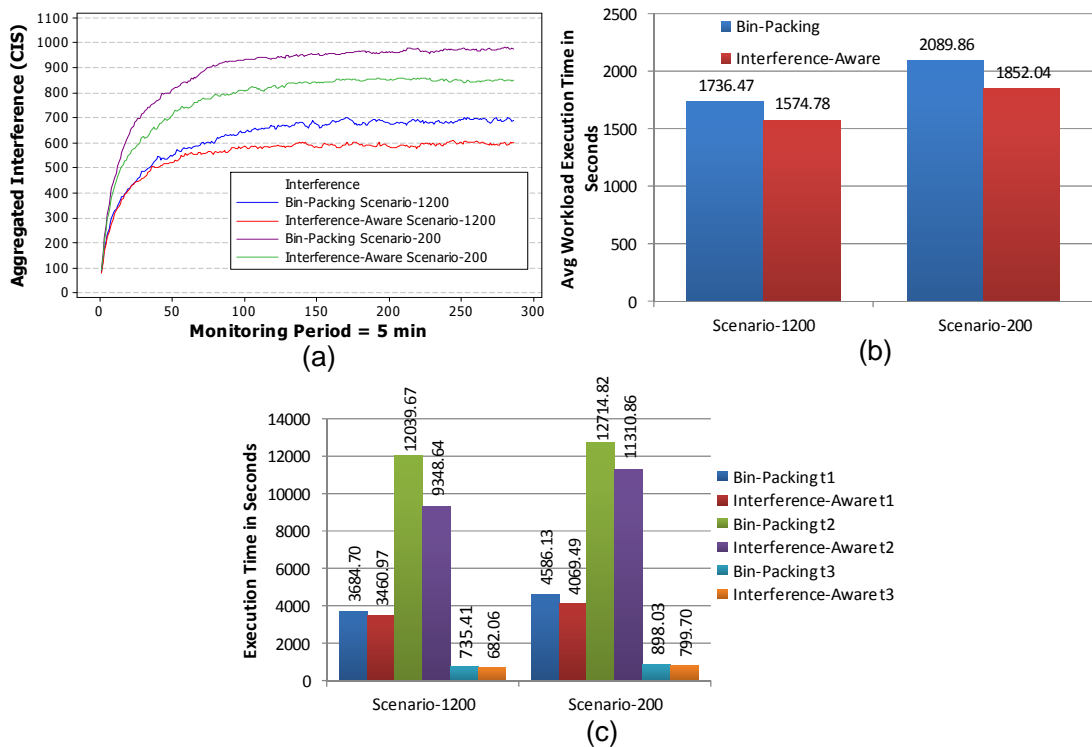 1100
1000
900
800
700
600
500
400
300
200
100
0
Aggregated Interference (CIS)
Interference
Bin-Packing Scenario-1200
Interference-Aware Scenario-1200
Bin-Packing Scenario-200
Interference-Aware Scenario-200
0 50 100 150 200 250 300
Monitoring Period = 5 min
(a)
2500
2000
1500
1000
500
0
Avg Workload Execution Time in
Seconds
Bin-Packing
Interference-Aware
1736.47
1574.78
2089.86
1852.04
Scenario-1200 Scenario-200
(b)
14000
12000
10000
8000
6000
4000
2000
0
Execution Time in Seconds
3684.70
3460.97
12039.67
9348.64
735.41
682.06
4586.13
4069.49
12714.82
11310.86
898.03
799.70
Scenario-1200 Scenario-200
Bin-Packing t1
Interference-Aware t1
Bin-Packing t2
Interference-Aware t2
Bin-Packing t3
Interference-Aware t3
(c)